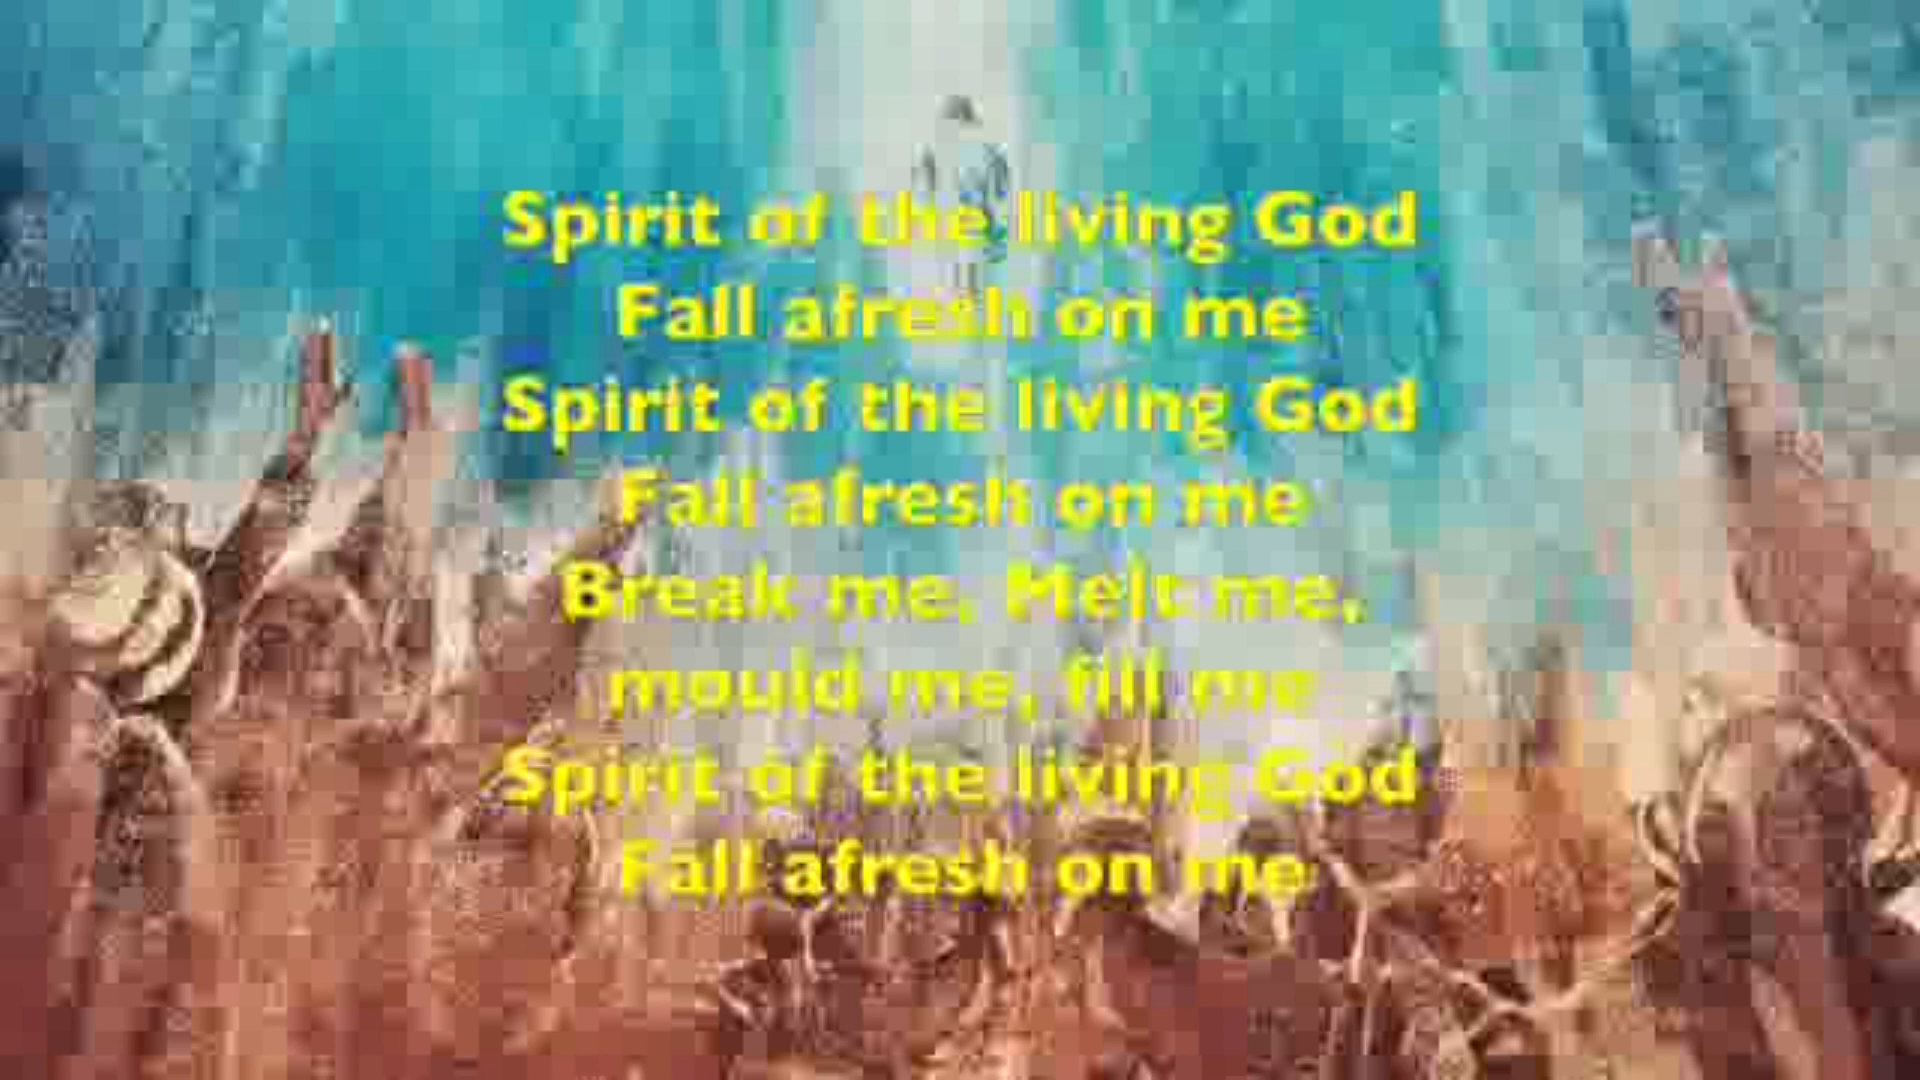 Spirit of the living God
Fall afresh on me
Spirit of the living God
Fall afresh on me
Break me, Melt me,
mould me, fill me
Spirit of the living God
Fall afresh on me